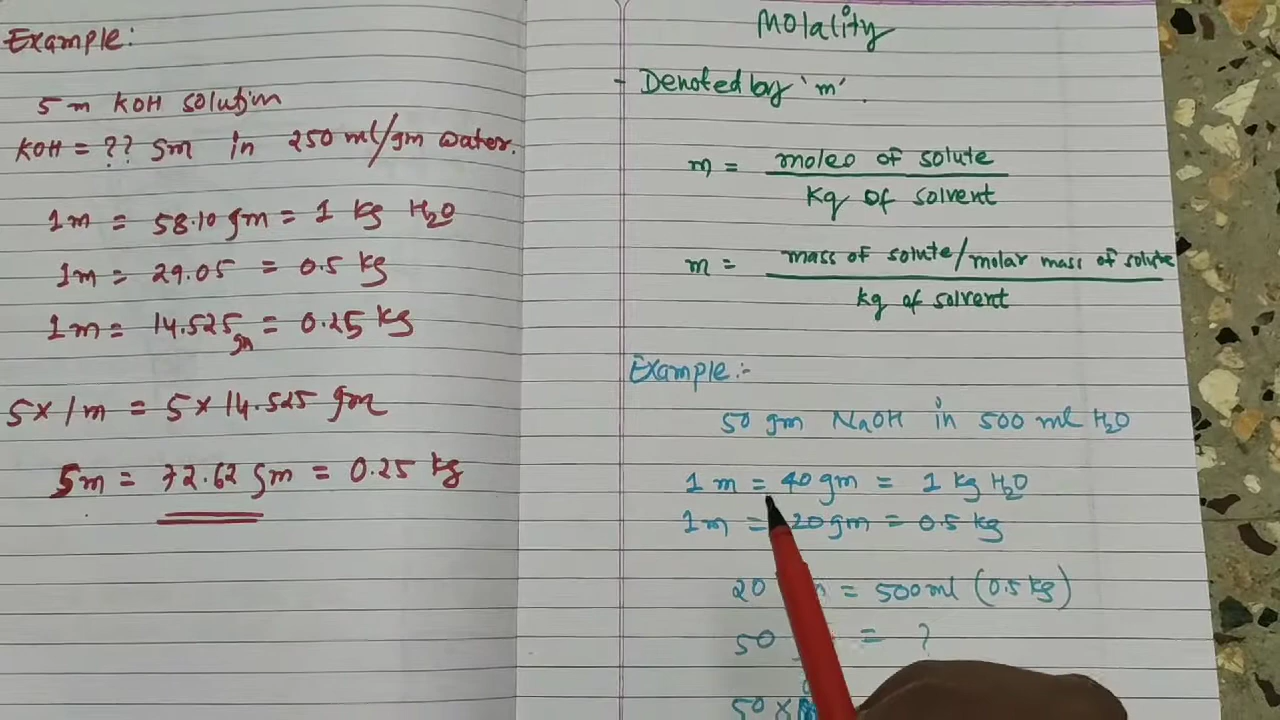 Example:
5 m KOH solution
KOH = ?? gm in 250 ml/gm water.
1m = 58.10 gm = 1 kg H₂O
1m = 29.05 = 0.5 kg
1m = 14.525 gm = 0.25 kg
5 × 1m = 5 × 14.525 gm
5m = 72.62 gm = 0.25 kg
Molality
- Denoted by 'm'.
m = moles of solute
kg of solvent
m = mass of solute/molar mass of solute
kg of solvent
Example:-
50 gm NaOH in 500 ml H₂O
1 m = 40 gm = 1 kg H₂O
1m = 20 gm = 0.5 kg
20 = 500 ml (0.5 kg)
50 = ?
50 ×